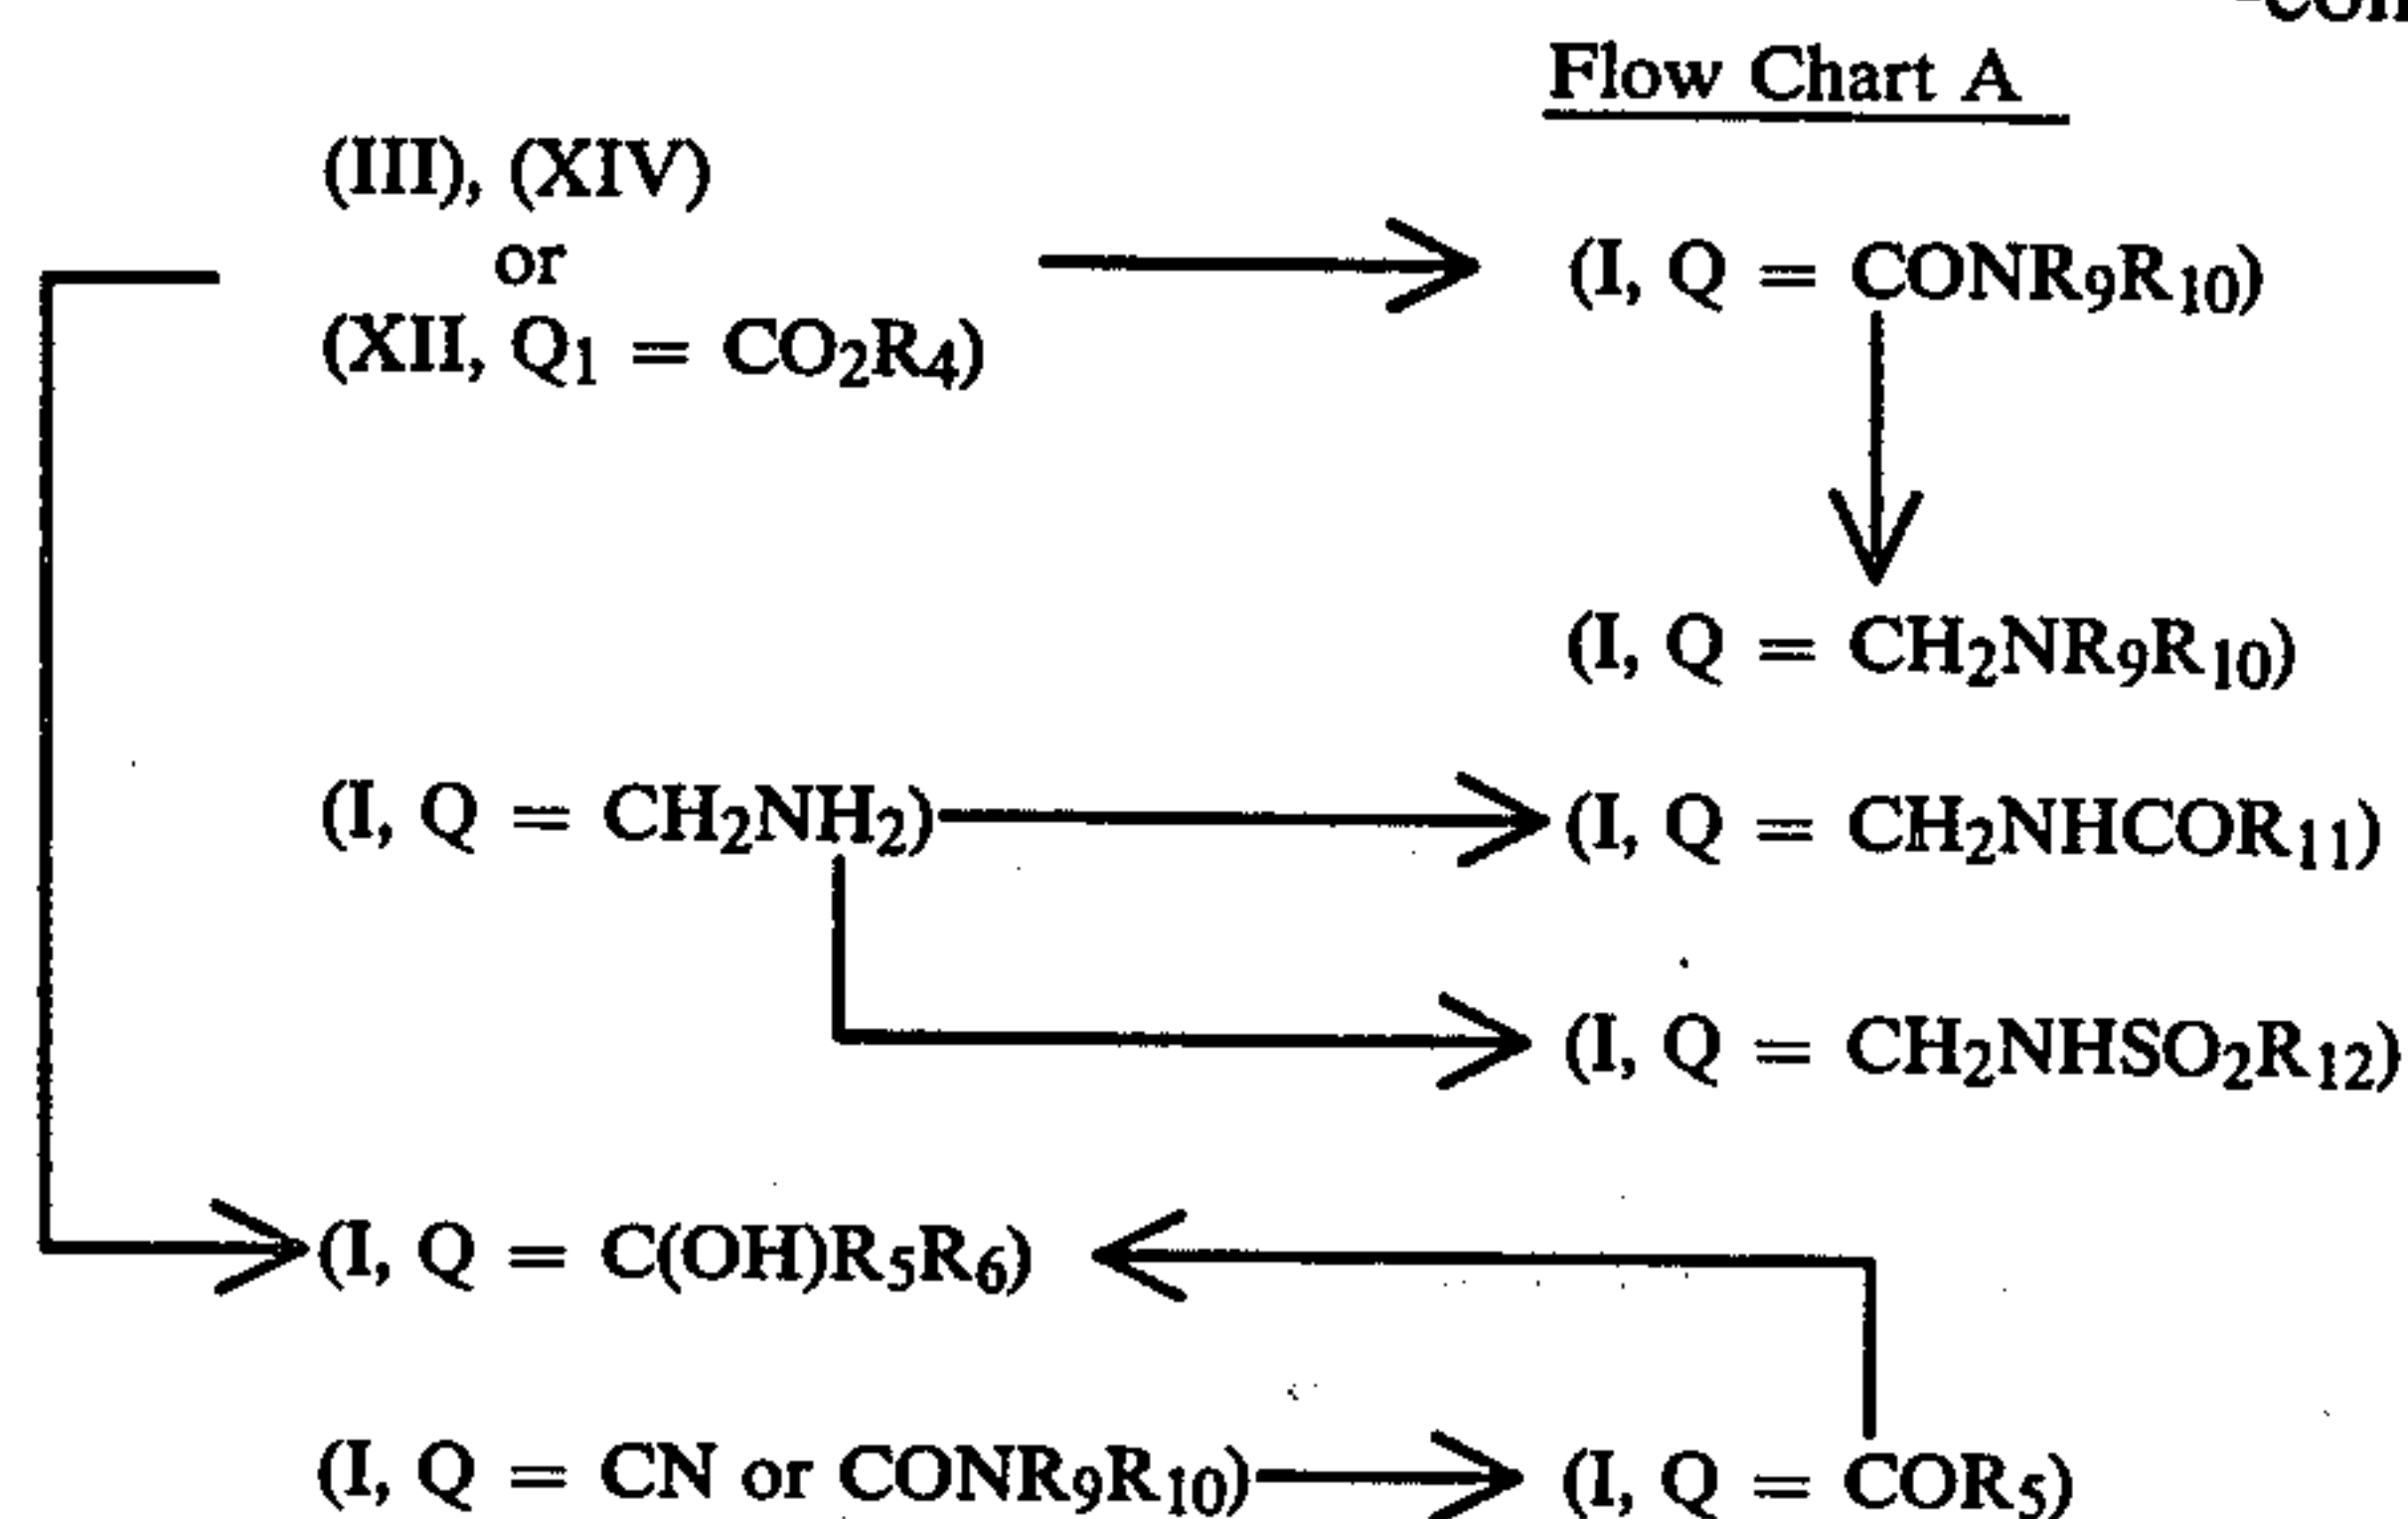 Flow Chart A
(III), (XIV)
or
(XII, Q₁ = CO₂R₄)
(I, Q = CONR₉R₁₀)
(I, Q = CH₂NR₉R₁₀)
(I, Q = CH₂NH₂)
(I, Q = CH₂NHCOR₁₁)
(I, Q = CH₂NHSO₂R₁₂)
(I, Q = C(OH)R₅R₆)
(I, Q = CN or CONR₉R₁₀)
(I, Q = COR₅)